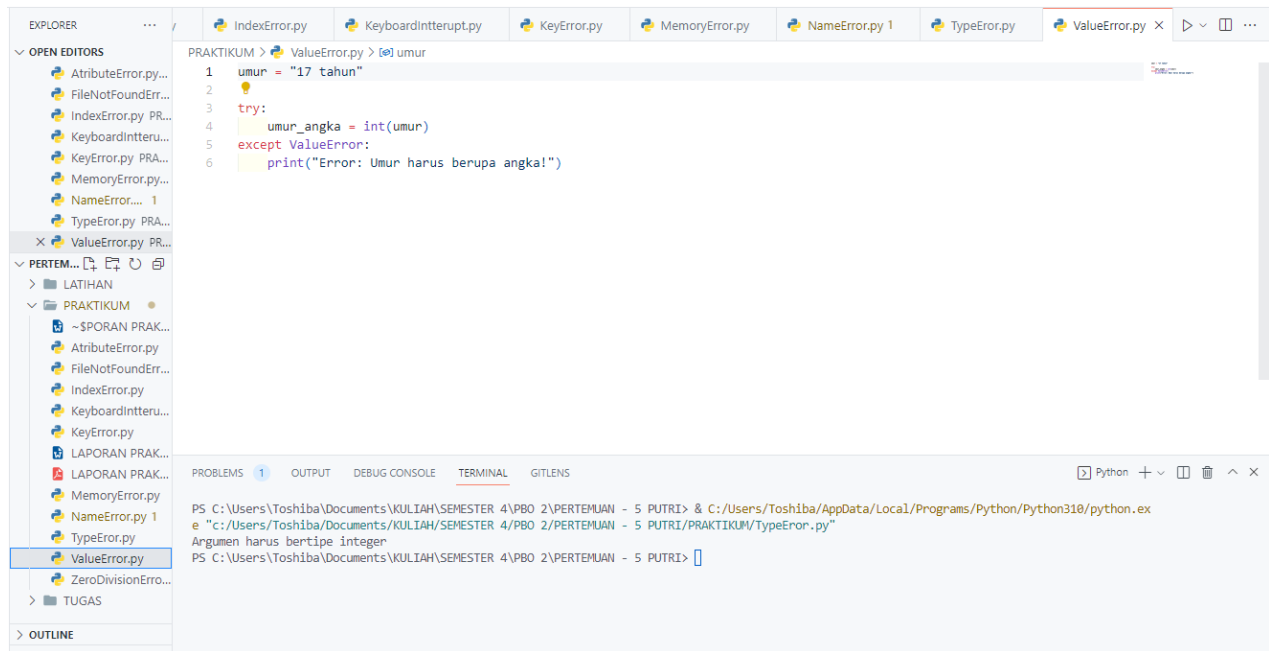 EXPLORER
IndexError.py
KeyboardIntterupt.py
KeyError.py
MemoryError.py
NameError.py 1
TypeEror.py
ValueError.py
OPEN EDITORS
AtributeError.py...
FileNotFoundErr...
IndexError.py PR...
KeyboardInteru...
KeyError.py PRA...
MemoryError.py...
NameError.... 1
TypeEror.py PRA...
ValueError.py PR...
PERTEM...
LATIHAN
PRAKTIKUM
~$PORAN PRAK...
AtributeError.py
FileNotFoundErr...
IndexError.py
KeyboardIntteru...
KeyError.py
LAPORAN PRAK...
LAPORAN PRAK...
MemoryError.py
NameError.py 1
TypeEror.py
ValueError.py
ZeroDivisionErro...
TUGAS
OUTLINE
PRAKTIKUM > ValueError.py > umur
1 umur = "17 tahun"
2
3 try:
4 umur_angka = int(umur)
5 except ValueError:
6 print("Error: Umur harus berupa angka!")
PROBLEMS 1 OUTPUT DEBUG CONSOLE TERMINAL GITLENS
Python
PS C:\Users\Toshiba\Documents\KULIAH\SEMESTER 4\PBO 2\PERTEMUAN - 5 PUTRI> & C:/Users/Toshiba/AppData/Local/Programs/Python/Python310/python.ex
e "c:/Users/Toshiba/Documents/KULIAH/SEMESTER 4/PBO 2/PERTEMUAN - 5 PUTRI/PRAKTIKUM/TypeEror.py"
Argumen harus bertipe integer
PS C:\Users\Toshiba\Documents\KULIAH\SEMESTER 4\PBO 2\PERTEMUAN - 5 PUTRI>